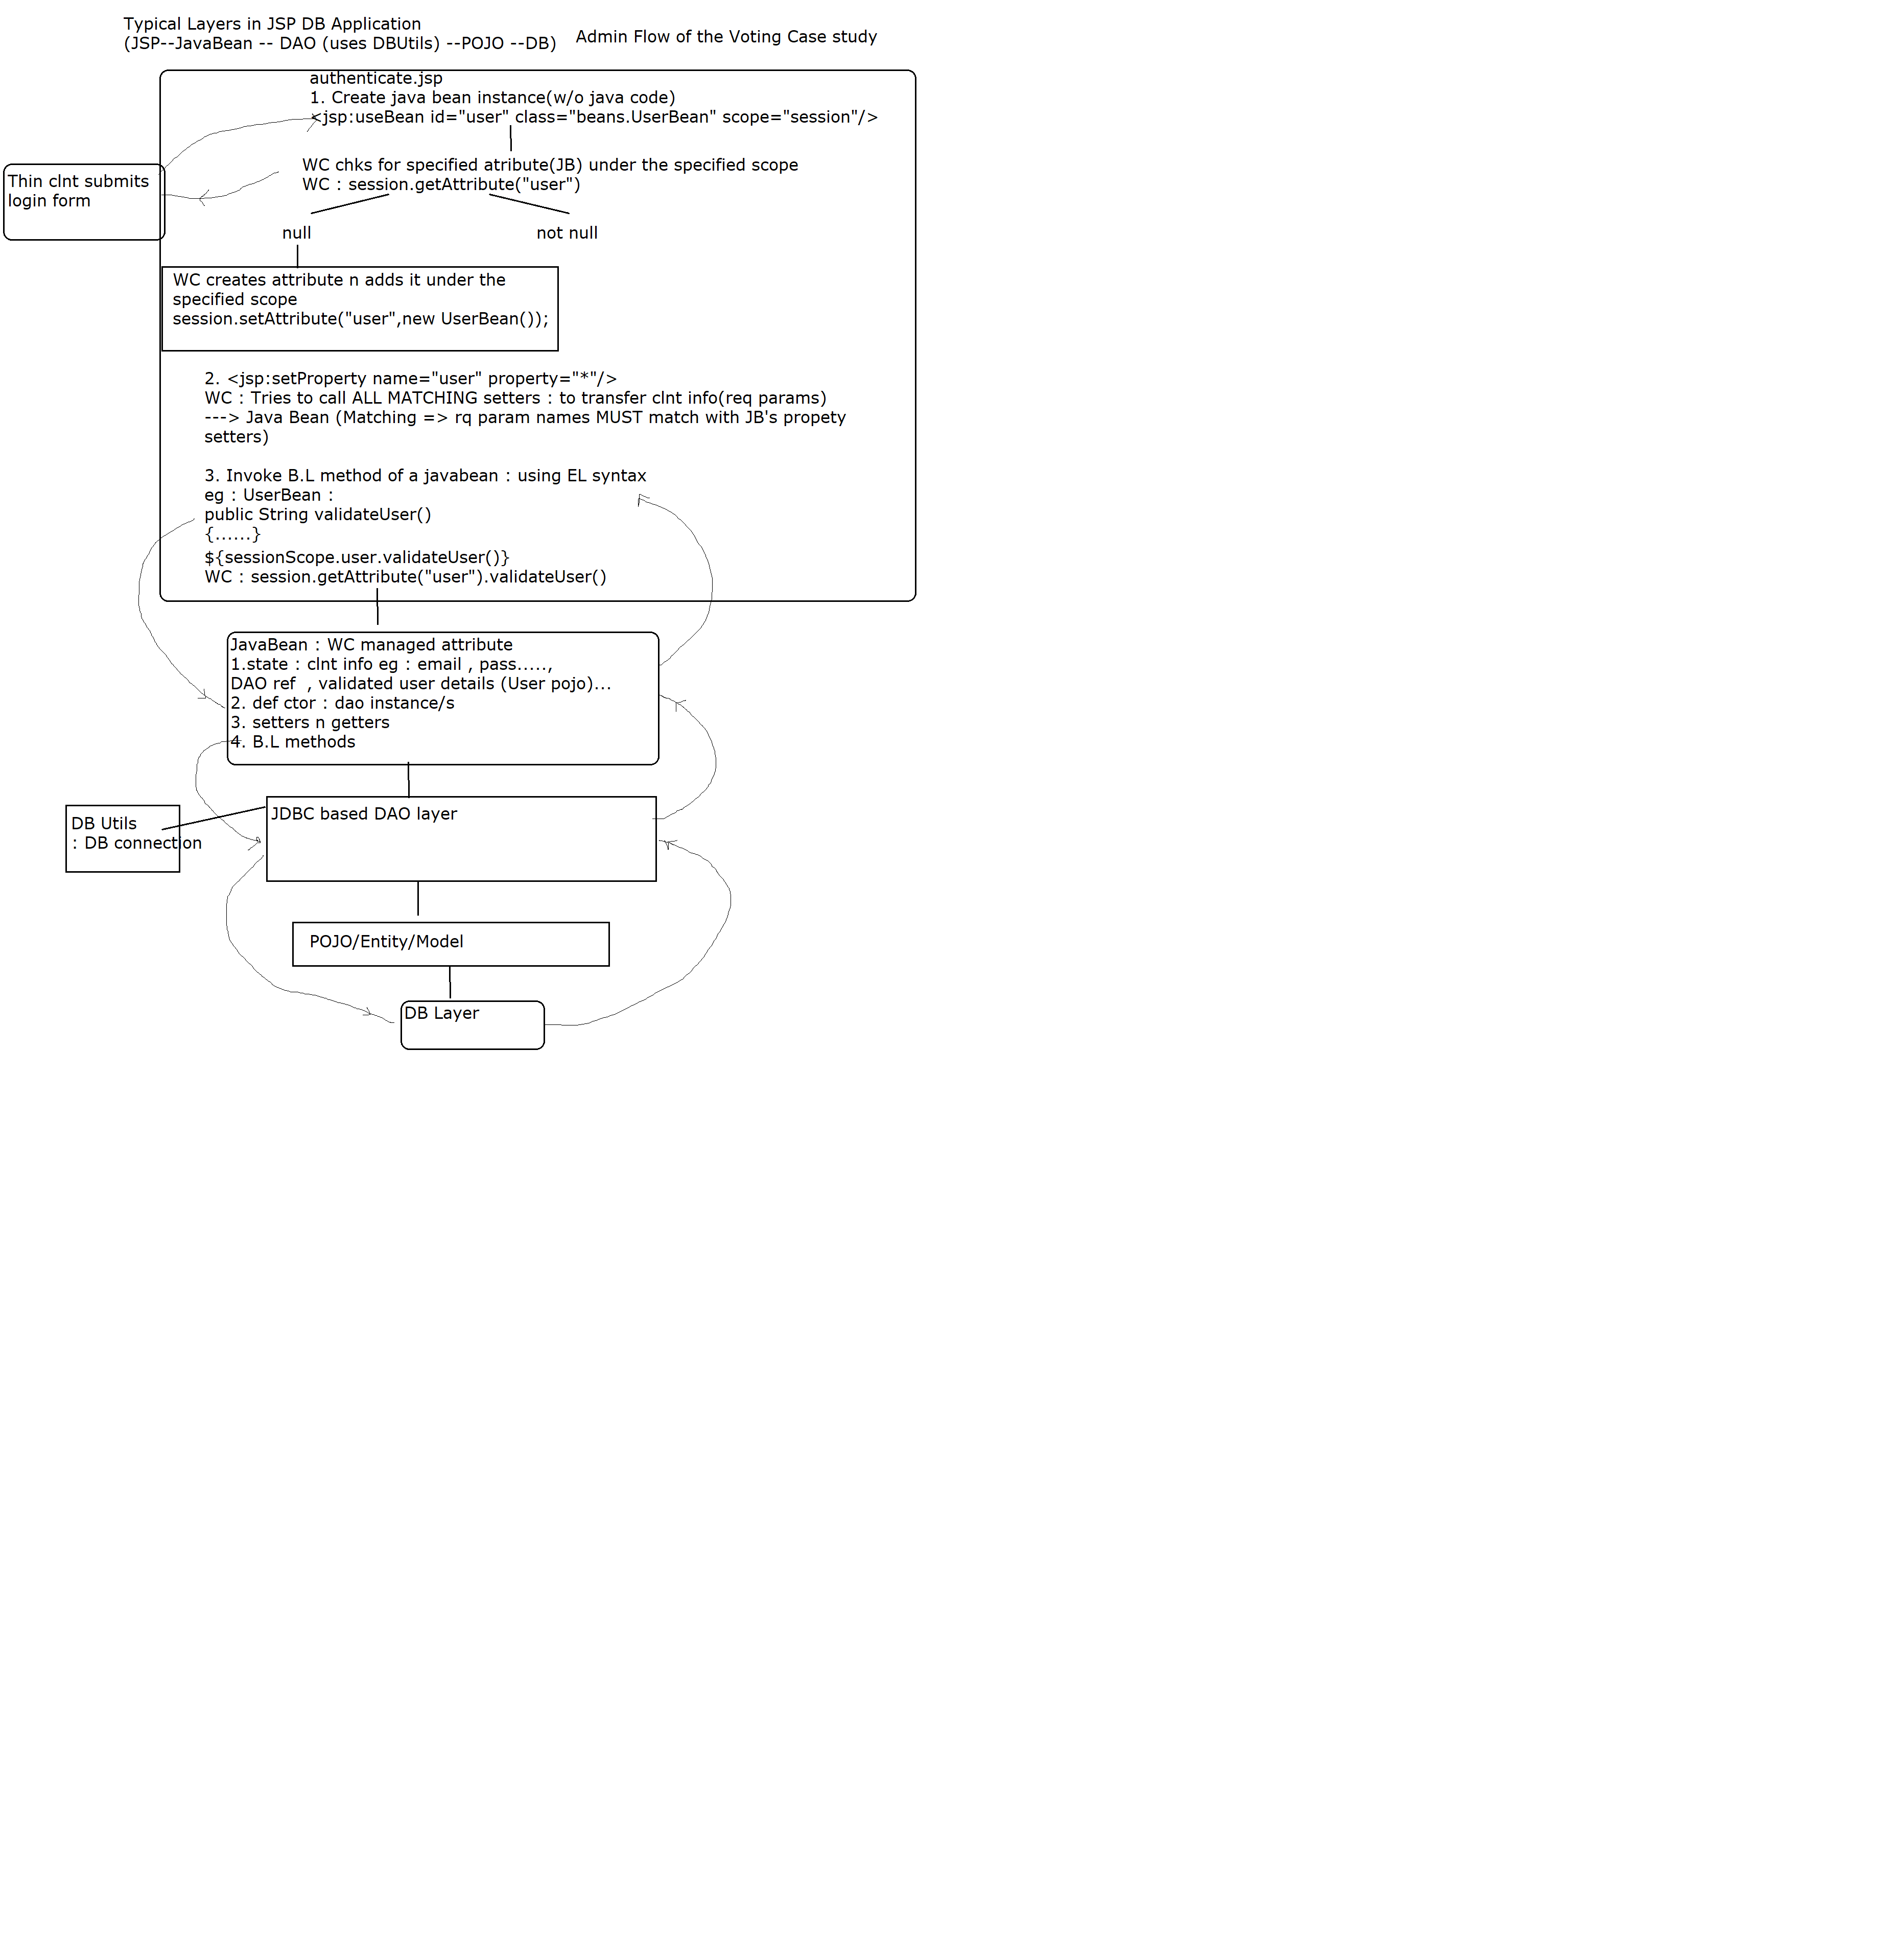 Typical Layers in JSP DB Application
(JSP--JavaBean -- DAO (uses DBUtils) --POJO --DB)
Admin Flow of the Voting Case study
authenticate.jsp
1. Create java bean instance(w/o java code)
<jsp:useBean id="user" class="beans.UserBean" scope="session"/>
WC chks for specified atribute(JB) under the specified scope
WC : session.getAttribute("user")
Thin clnt submits
login form
null
not null
WC creates attribute n adds it under the
specified scope
session.setAttribute("user",new UserBean());
2. <jsp:setProperty name="user" property="*"/>
WC : Tries to call ALL MATCHING setters : to transfer clnt info(req params)
---> Java Bean (Matching => rq param names MUST match with JB's propety
setters)
3. Invoke B.L method of a javabean : using EL syntax
eg : UserBean :
public String validateUser()
{......}
${sessionScope.user.validateUser()}
WC : session.getAttribute("user").validateUser()
JavaBean : WC managed attribute
1.state : clnt info eg : email , pass.....,
DAO ref  , validated user details (User pojo)...
2. def ctor : dao instance/s
3. setters n getters
4. B.L methods
JDBC based DAO layer
DB Utils
: DB connection
POJO/Entity/Model
DB Layer